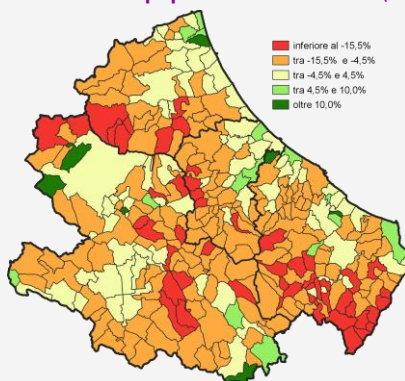 inferiore al -15,5%
tra -15,5% e -4,5%
tra -4,5% e 4,5%
tra 4,5% e 10,0%
oltre 10,0%